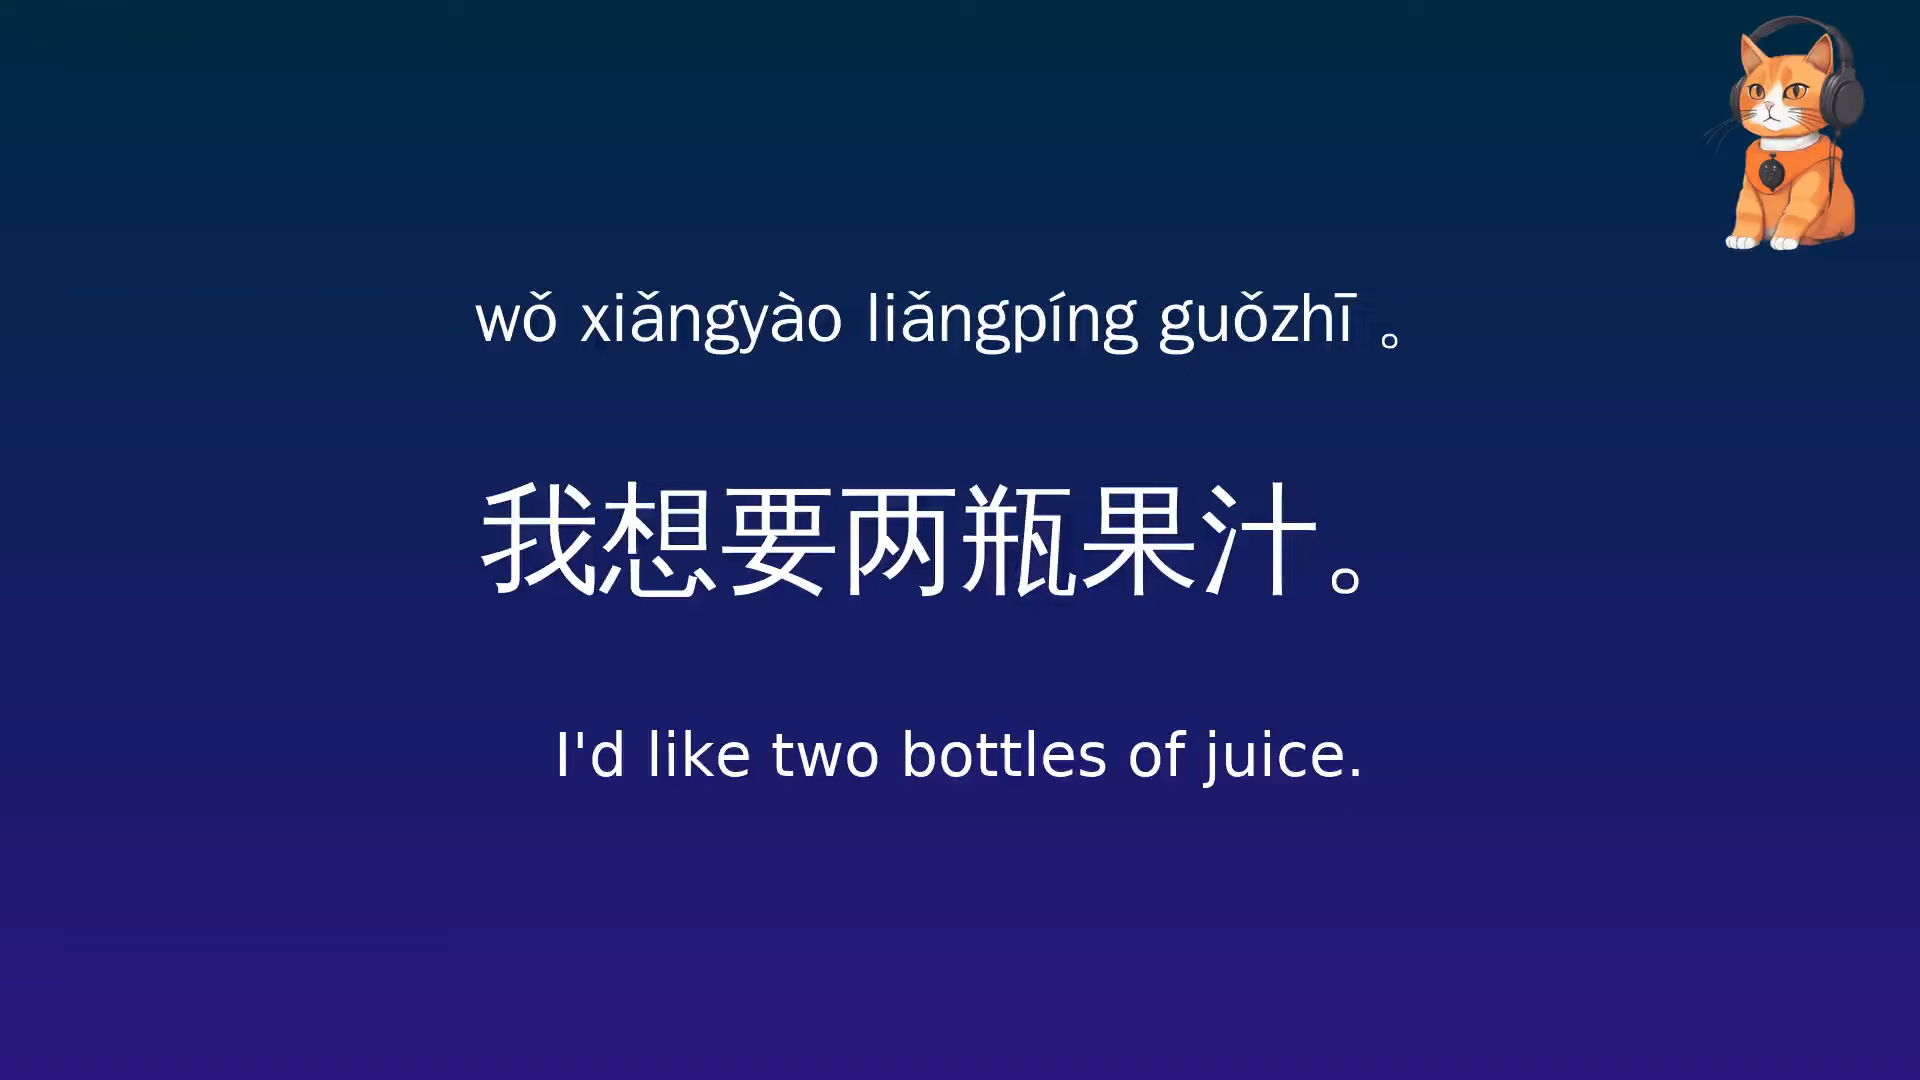 wǒ xiǎngyào liǎngpíng guǒzhī 。
我想要两瓶果汁。
I'd like two bottles of juice.